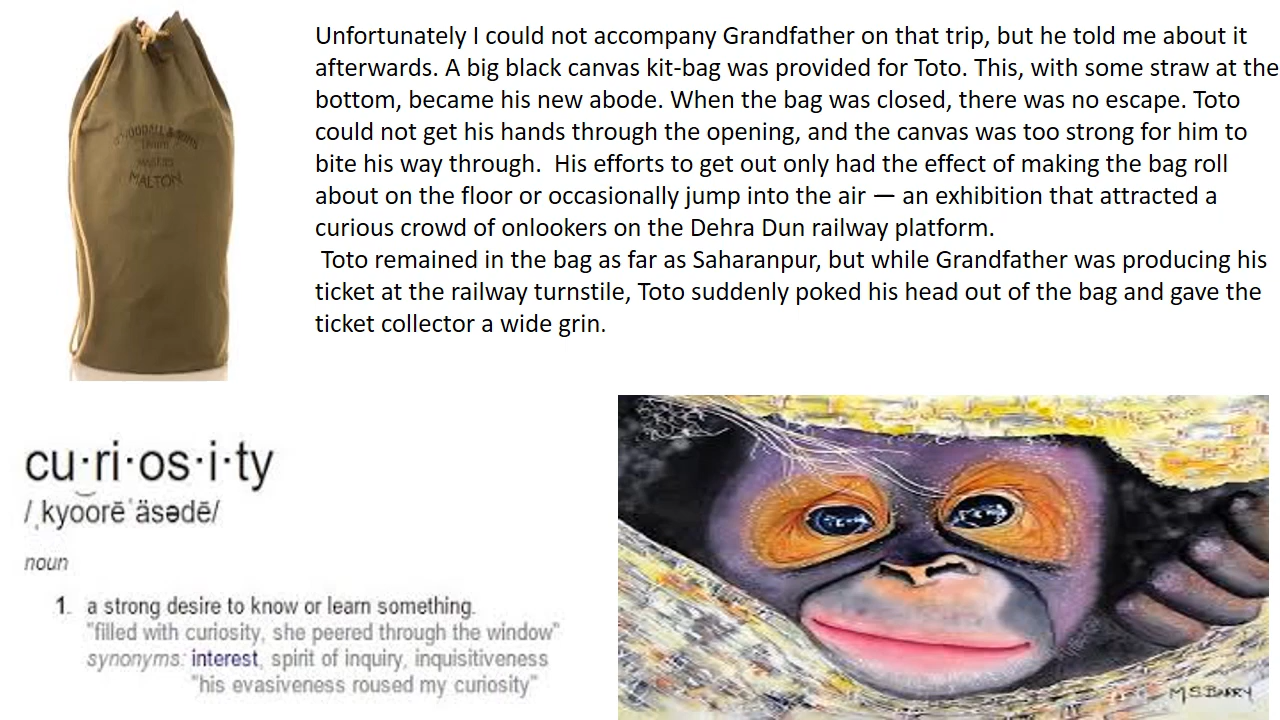 Unfortunately I could not accompany Grandfather on that trip, but he told me about it
afterwards. A big black canvas kit-bag was provided for Toto. This, with some straw at the
bottom, became his new abode. When the bag was closed, there was no escape. Toto
could not get his hands through the opening, and the canvas was too strong for him to
bite his way through.  His efforts to get out only had the effect of making the bag roll
about on the floor or occasionally jump into the air — an exhibition that attracted a
curious crowd of onlookers on the Dehra Dun railway platform.
Toto remained in the bag as far as Saharanpur, but while Grandfather was producing his
ticket at the railway turnstile, Toto suddenly poked his head out of the bag and gave the
ticket collector a wide grin.
WOODALL & SONS
MAKERS
MALTON
cu·ri·os·i·ty
/ˌkyo͝orēˈäsədē/
noun
1. a strong desire to know or learn something.
"filled with curiosity, she peered through the window"
synonyms: interest, spirit of inquiry, inquisitiveness
"his evasiveness roused my curiosity"
M.S.BARRY